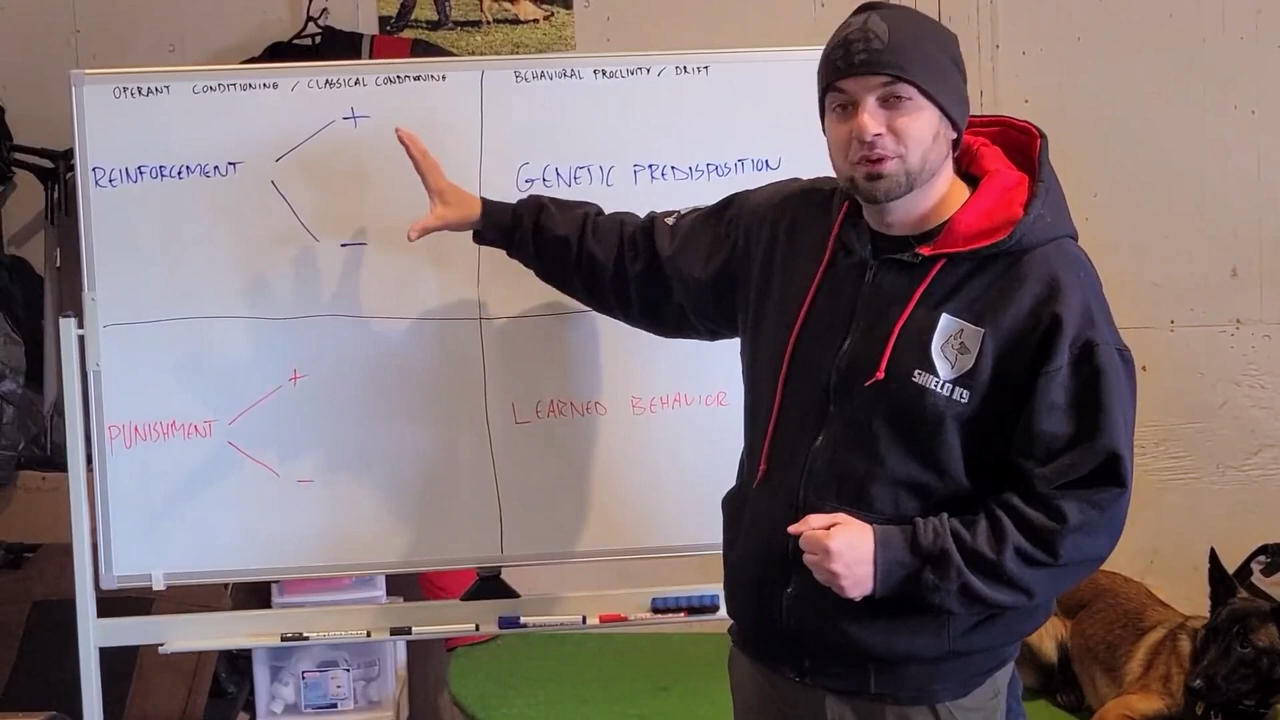 OPERANT CONDITIONING / CLASSICAL CONDITIONING
BEHAVIORAL PROCLIVITY / DRIFT
REINFORCEMENT
+
-
GENETIC PREDISPOSITION
PUNISHMENT
+
-
LEARNED BEHAVIOR
SHIELD K9